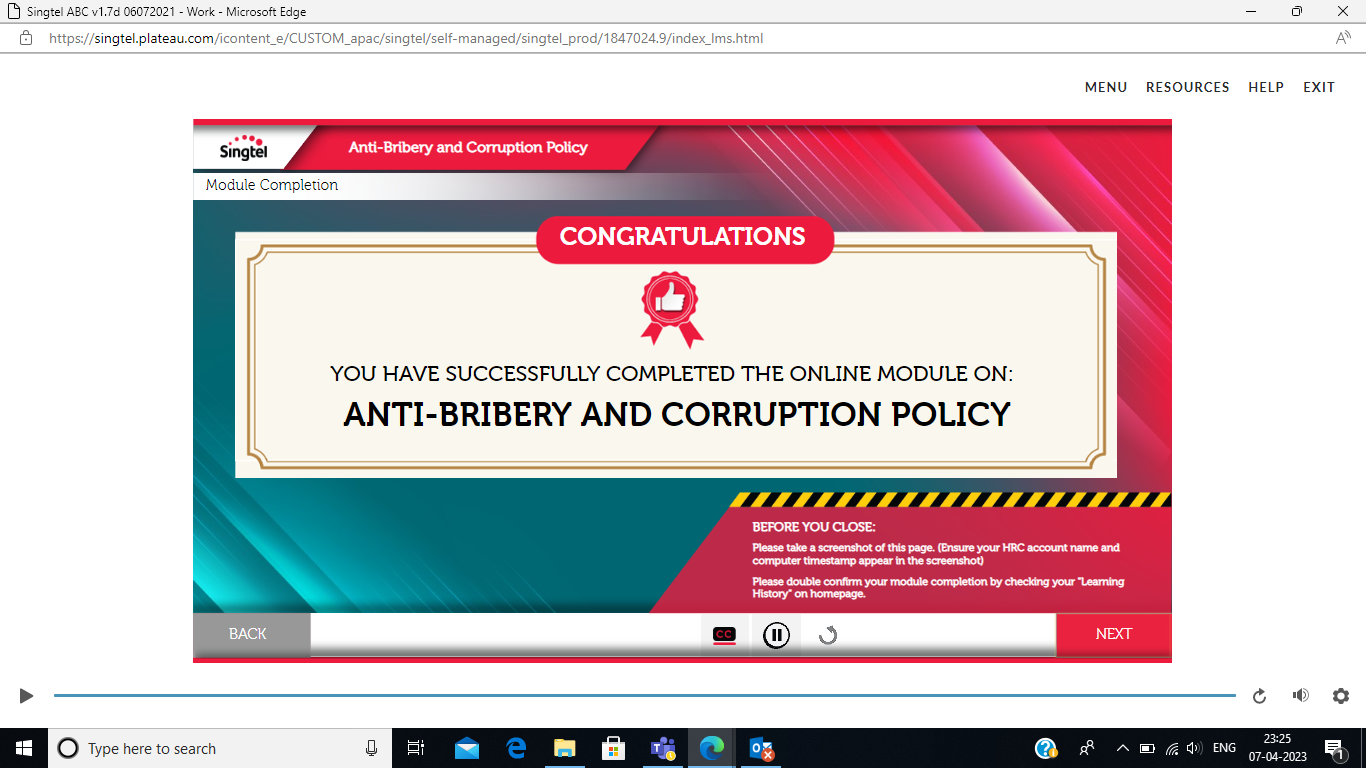 Singtel ABC v1.7d 06072021 - Work - Microsoft Edge
https://singtel.plateau.com/icontent_e/CUSTOM_apac/singtel/self-managed/singtel_prod/1847024.9/index_lms.html
MENU RESOURCES HELP EXIT
Singtel
Anti-Bribery and Corruption Policy
Module Completion
CONGRATULATIONS
YOU HAVE SUCCESSFULLY COMPLETED THE ONLINE MODULE ON:
ANTI-BRIBERY AND CORRUPTION POLICY
BEFORE YOU CLOSE:
Please take a screenshot of this page. (Ensure your HRC account name and
computer timestamp appear in the screenshot)
Please double confirm your module completion by checking your "Learning
History" on homepage.
BACK
CC
NEXT
Type here to search
ENG
23:25
07-04-2023
1